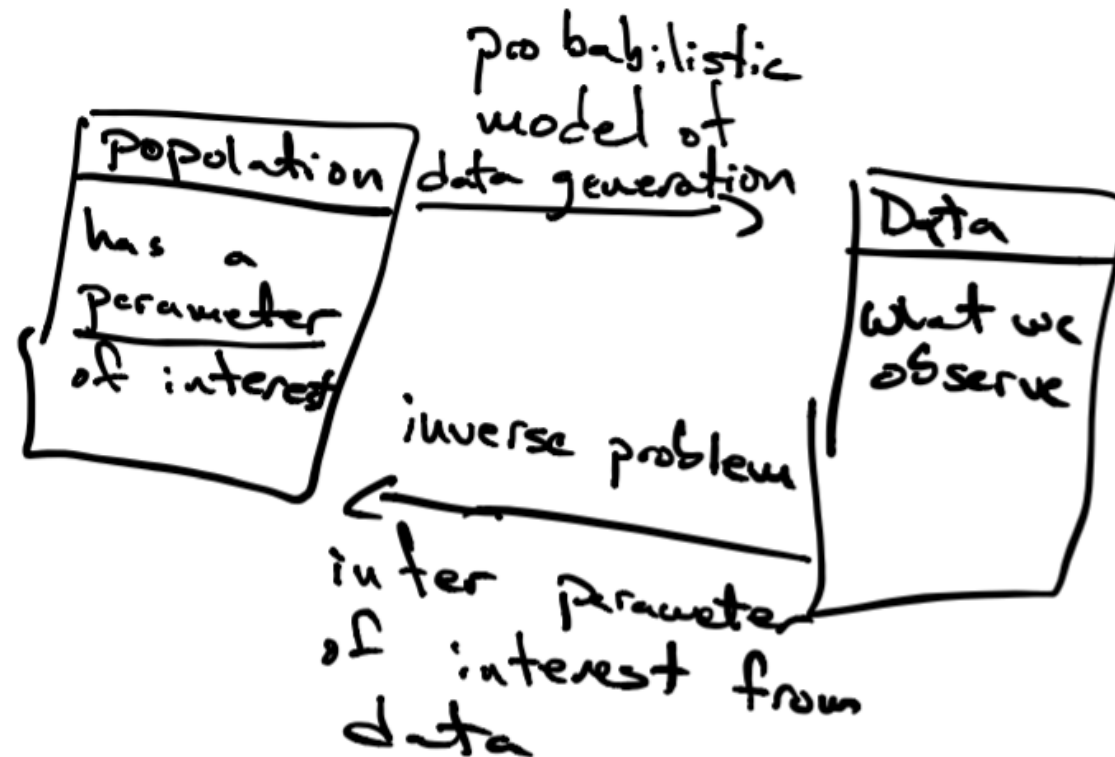 probabilistic
model of
data generation
Popolation
has a
parameter
of interest
Data
what we
observe
inverse problem
infer parameter
of interest from
data